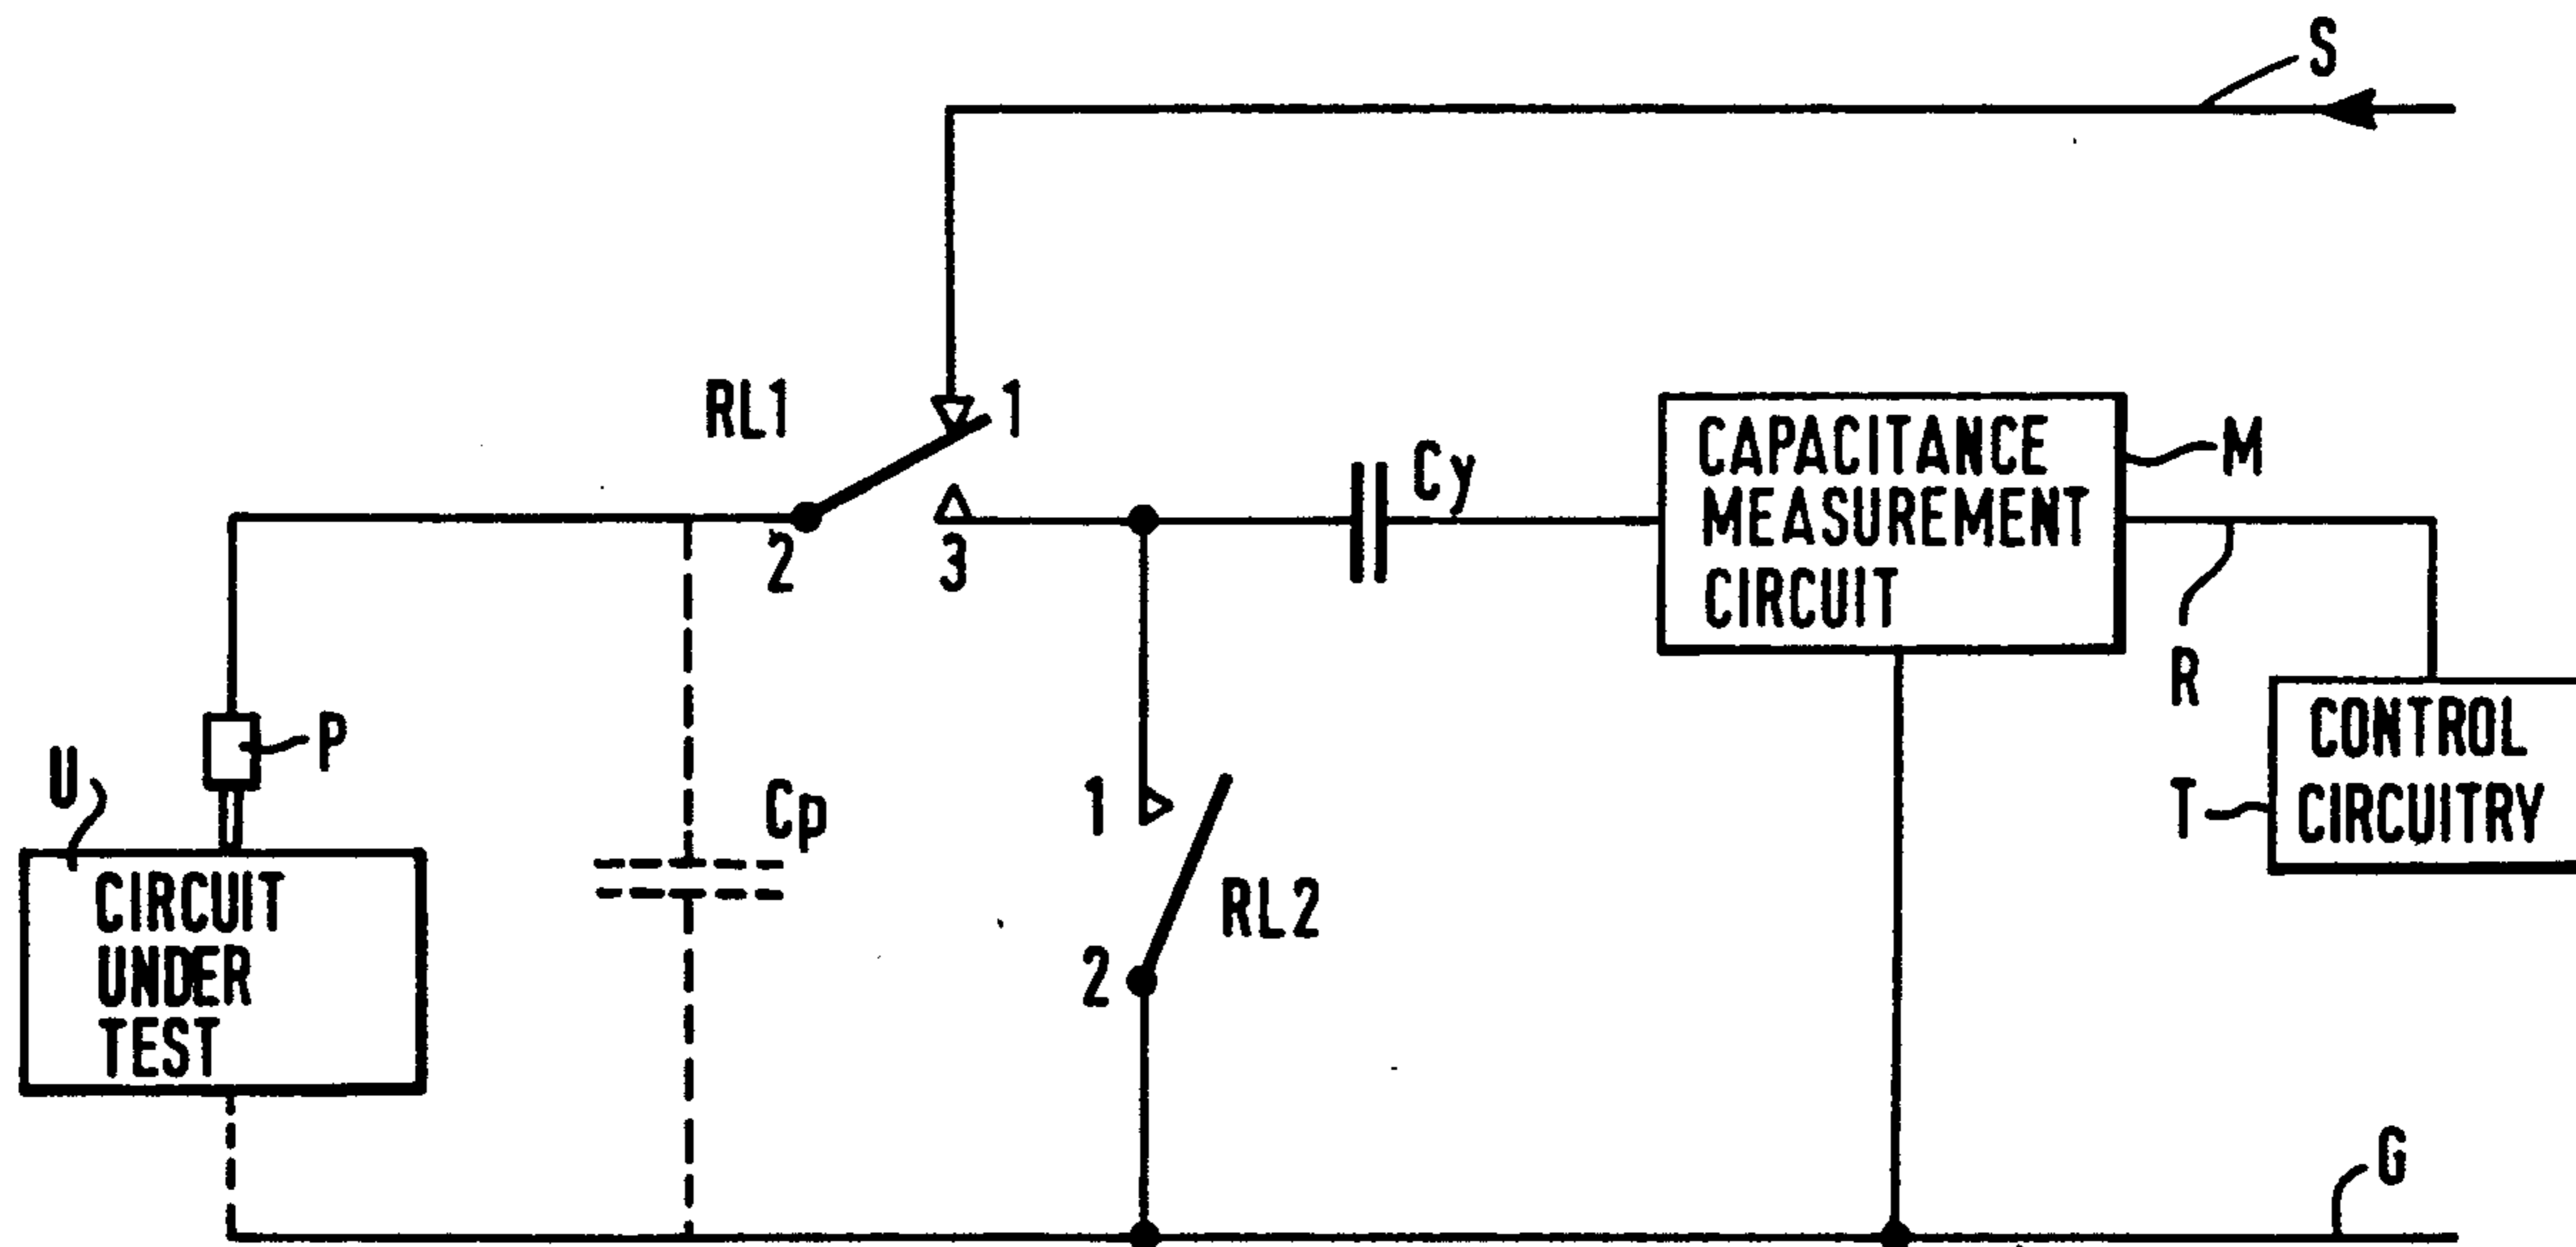 S
RL1
1
2
3
Cy
CAPACITANCE
MEASUREMENT
CIRCUIT
M
R
CONTROL
CIRCUITRY
T
P
U
CIRCUIT
UNDER
TEST
Cp
1
RL2
2
G